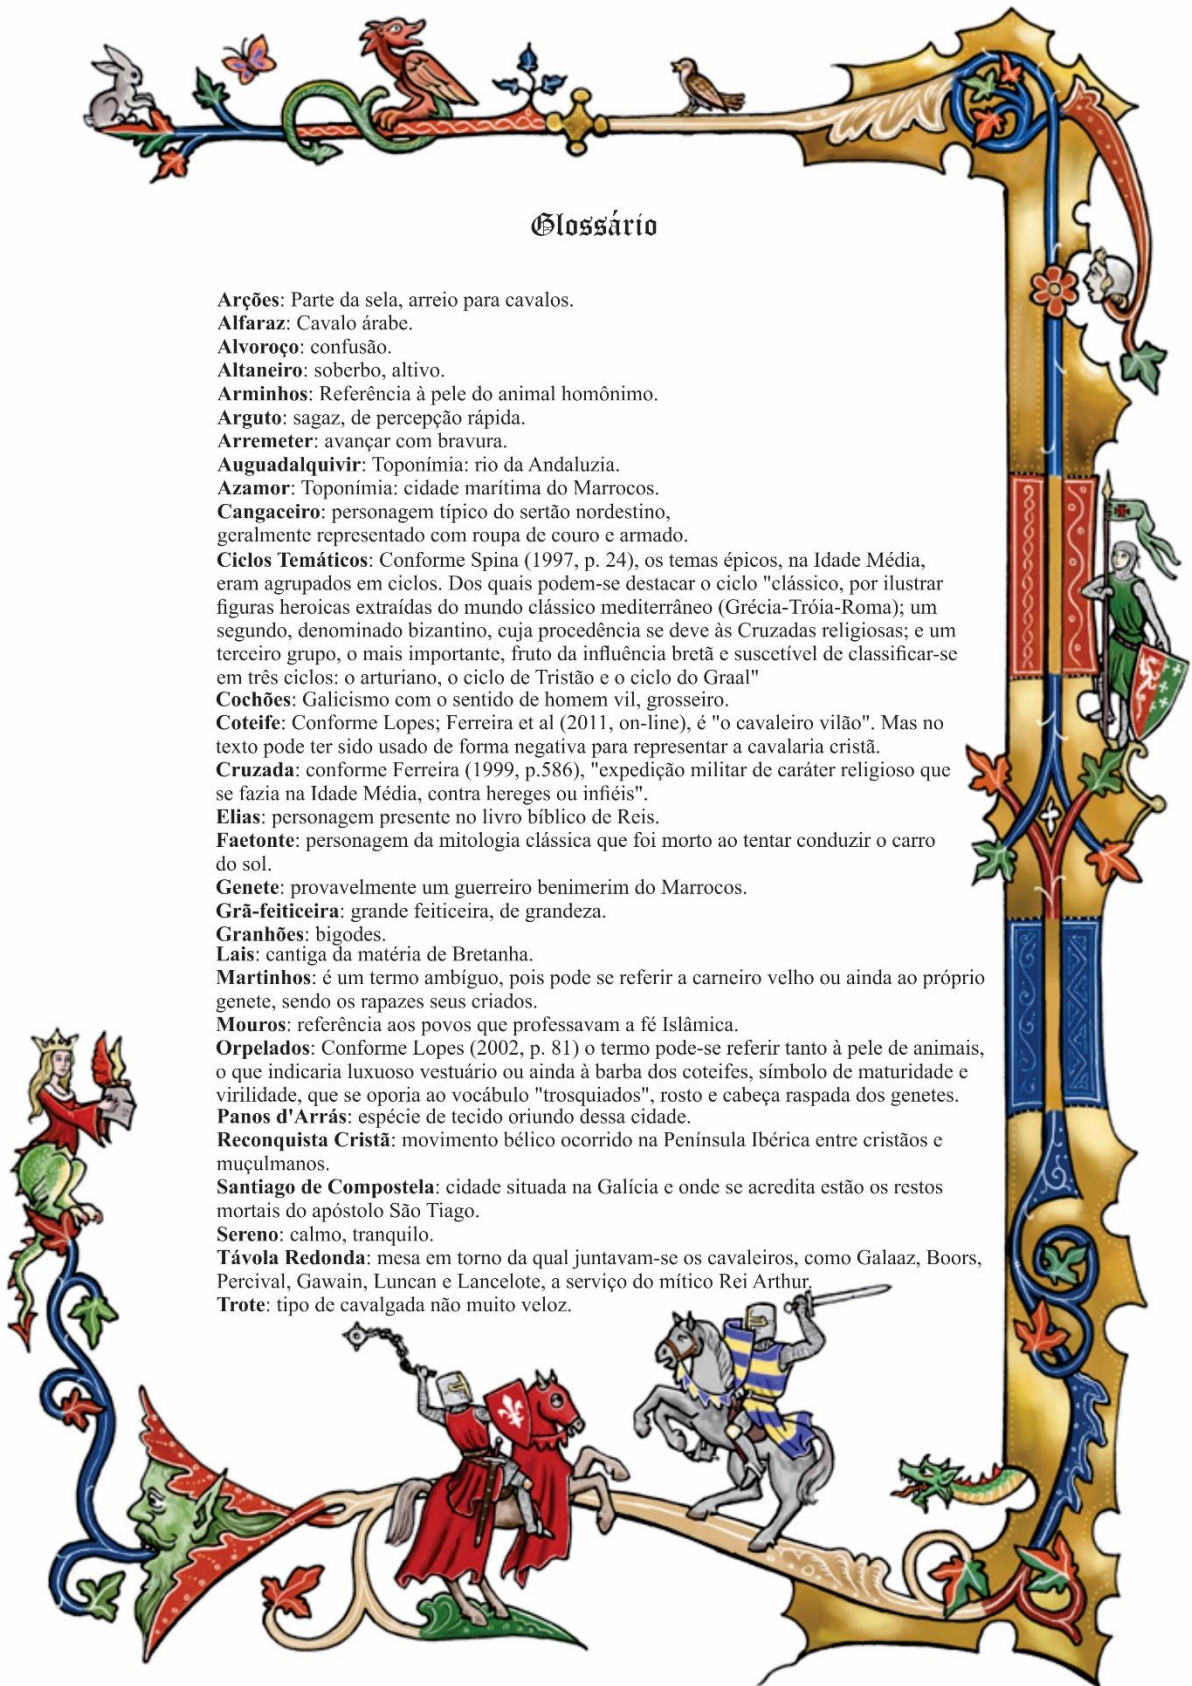 Glossário
Arções: Parte da sela, arreio para cavalos.
Alfaraz: Cavalo árabe.
Alvoroço: confusão.
Altaneiro: soberbo, altivo.
Arminhos: Referência à pele do animal homônimo.
Arguto: sagaz, de percepção rápida.
Arremeter: avançar com bravura.
Auguadalquivir: Toponímia: rio da Andaluzia.
Azamor: Toponímia: cidade marítima do Marrocos.
Cangaceiro: personagem típico do sertão nordestino,
geralmente representado com roupa de couro e armado.
Ciclos Temáticos: Conforme Spina (1997, p. 24), os temas épicos, na Idade Média,
eram agrupados em ciclos. Dos quais podem-se destacar o ciclo "clássico, por ilustrar
figuras heroicas extraídas do mundo clássico mediterrâneo (Grécia-Tróia-Roma); um
segundo, denominado bizantino, cuja procedência se deve às Cruzadas religiosas; e um
terceiro grupo, o mais importante, fruto da influência bretã e suscetível de classificar-se
em três ciclos: o arturiano, o ciclo de Tristão e o ciclo do Graal"
Cochões: Galicismo com o sentido de homem vil, grosseiro.
Coteife: Conforme Lopes; Ferreira et al (2011, on-line), é "o cavaleiro vilão". Mas no
texto pode ter sido usado de forma negativa para representar a cavalaria cristã.
Cruzada: conforme Ferreira (1999, p.586), "expedição militar de caráter religioso que
se fazia na Idade Média, contra hereges ou infiéis".
Elias: personagem presente no livro bíblico de Reis.
Faetonte: personagem da mitologia clássica que foi morto ao tentar conduzir o carro
do sol.
Genete: provavelmente um guerreiro benimerim do Marrocos.
Grã-feiticeira: grande feiticeira, de grandeza.
Granhões: bigodes.
Lais: cantiga da matéria de Bretanha.
Martinhos: é um termo ambíguo, pois pode se referir a carneiro velho ou ainda ao próprio
genete, sendo os rapazes seus criados.
Mouros: referência aos povos que professavam a fé Islâmica.
Orpelados: Conforme Lopes (2002, p. 81) o termo pode-se referir tanto à pele de animais,
o que indicaria luxuoso vestuário ou ainda à barba dos coteifes, símbolo de maturidade e
virilidade, que se oporia ao vocábulo "trosquiados", rosto e cabeça raspada dos genetes.
Panos d'Arrás: espécie de tecido oriundo dessa cidade.
Reconquista Cristã: movimento bélico ocorrido na Península Ibérica entre cristãos e
muçulmanos.
Santiago de Compostela: cidade situada na Galícia e onde se acredita estão os restos
mortais do apóstolo São Tiago.
Sereno: calmo, tranquilo.
Távola Redonda: mesa em torno da qual juntavam-se os cavaleiros, como Galaaz, Boors,
Percival, Gawain, Luncan e Lancelote, a serviço do mítico Rei Arthur.
Trote: tipo de cavalgada não muito veloz.